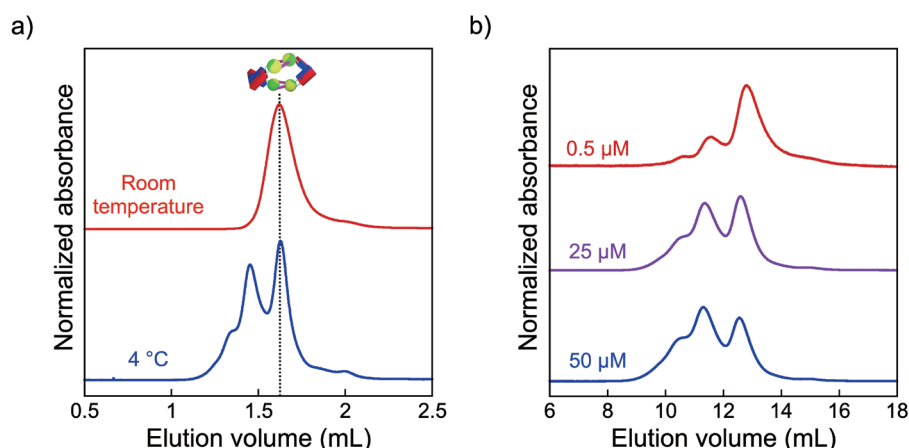 a)
Normalized absorbance
Room
temperature
4 °C
0.5
1
1.5
2
2.5
Elution volume (mL)
b)
Normalized absorbance
0.5 µM
25 µM
50 µM
6
8
10
12
14
16
18
Elution volume (mL)